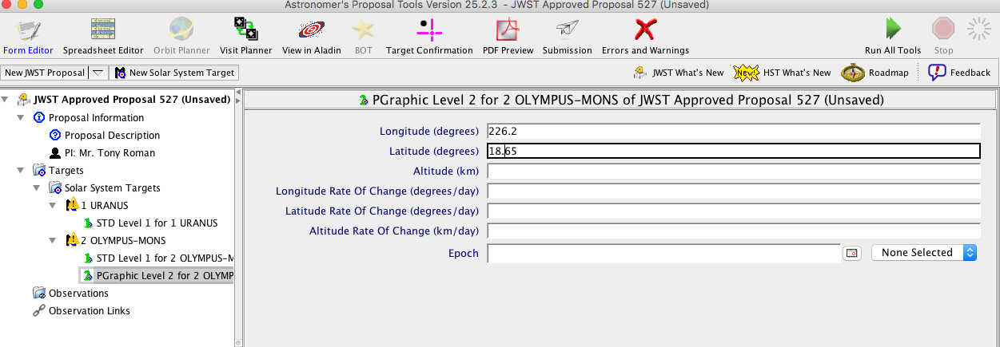 Astronomer's Proposal Tools Version 25.2.3 - JWST Approved Proposal 527 (Unsaved)
Form Editor Spreadsheet Editor Orbit Planner Visit Planner View in Aladin BOT Target Confirmation PDF Preview Submission Errors and Warnings Run All Tools Stop
New JWST Proposal New Solar System Target JWST What's New New! HST What's New Roadmap Feedback
JWST Approved Proposal 527 (Unsaved)
Proposal Information
Proposal Description
PI: Mr. Tony Roman
Targets
Solar System Targets
1 URANUS
STD Level 1 for 1 URANUS
2 OLYMPUS-MONS
STD Level 1 for 2 OLYMPUS-M
PGraphic Level 2 for 2 OLYMP
Observations
Observation Links
PGraphic Level 2 for 2 OLYMPUS-MONS of JWST Approved Proposal 527 (Unsaved)
Longitude (degrees) 226.2
Latitude (degrees) 18.65
Altitude (km)
Longitude Rate Of Change (degrees/day)
Latitude Rate Of Change (degrees/day)
Altitude Rate Of Change (km/day)
Epoch None Selected